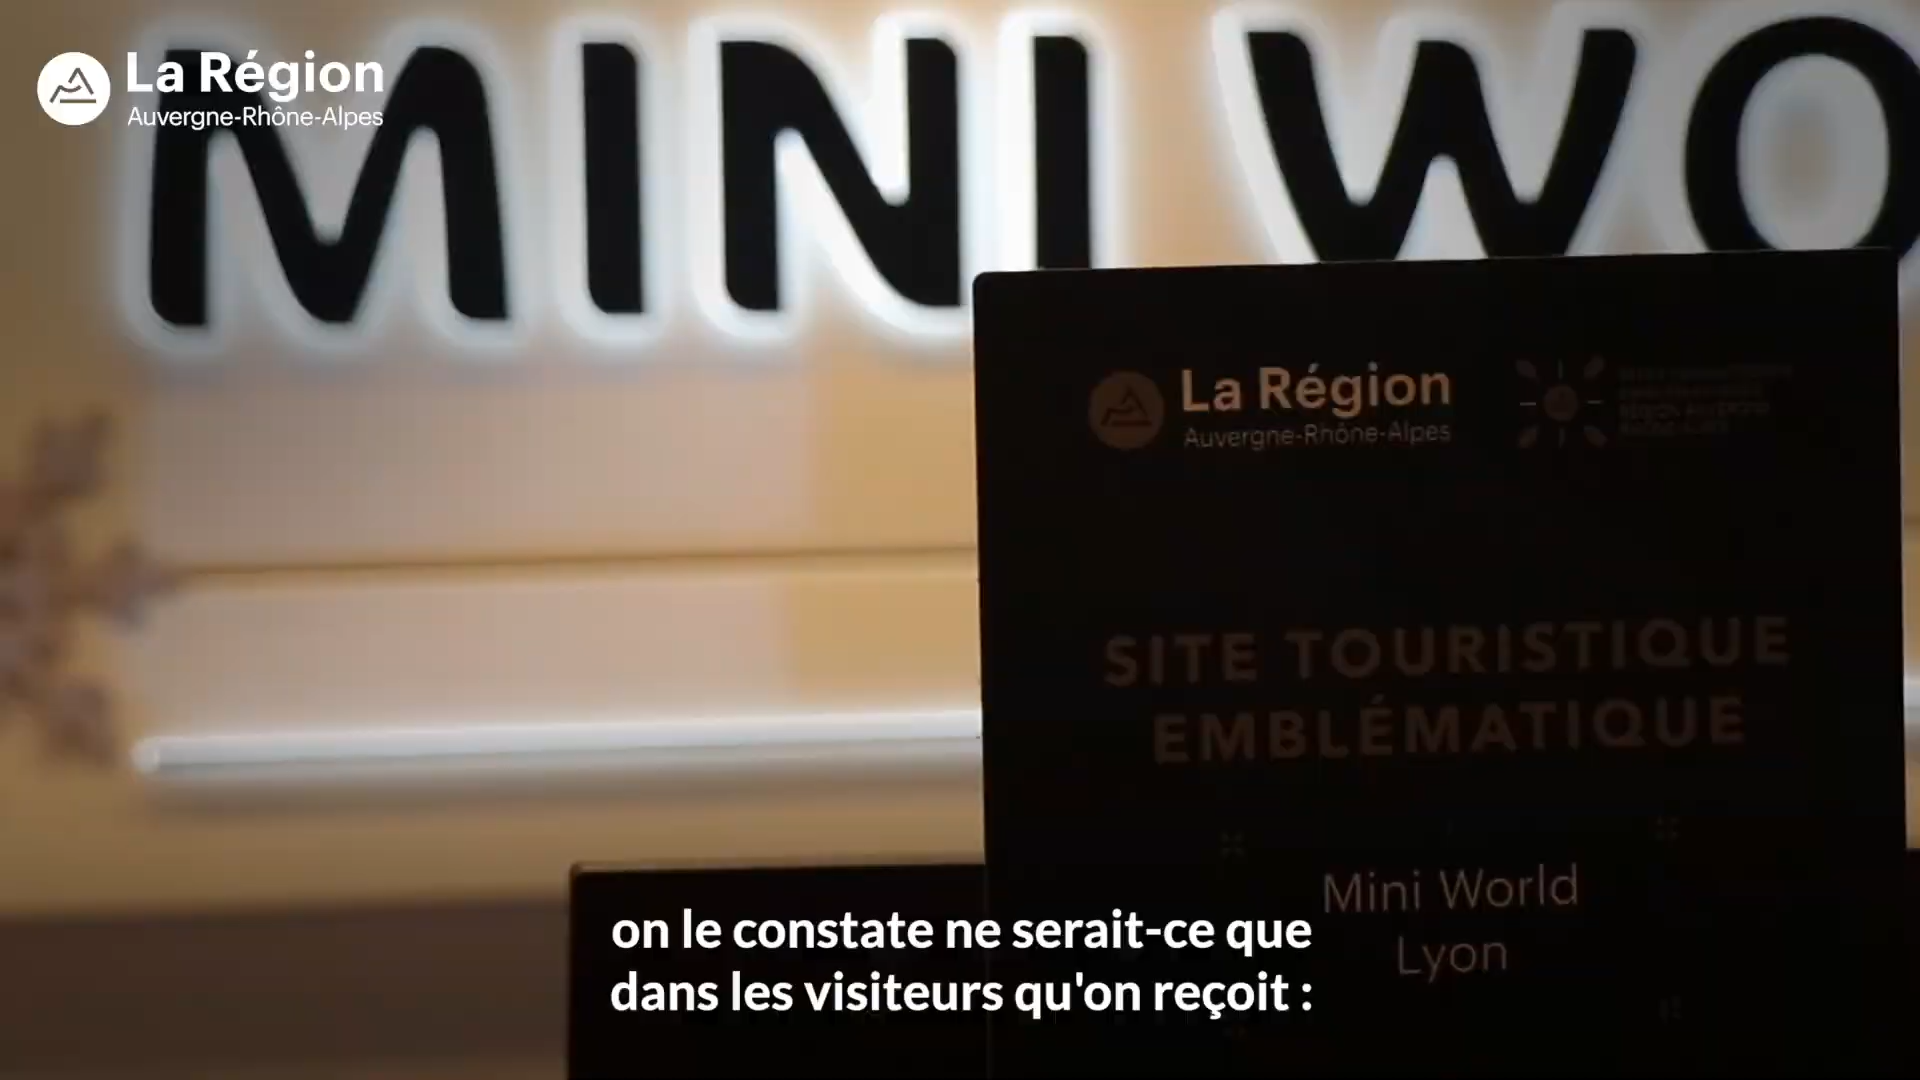 La Région
Auvergne-Rhône-Alpes
MINI WO
La Région
Auvergne-Rhône-Alpes
SITE TOURISTIQUE
EMBLÉMATIQUE
Mini World
Lyon
on le constate ne serait-ce que
dans les visiteurs qu'on reçoit :